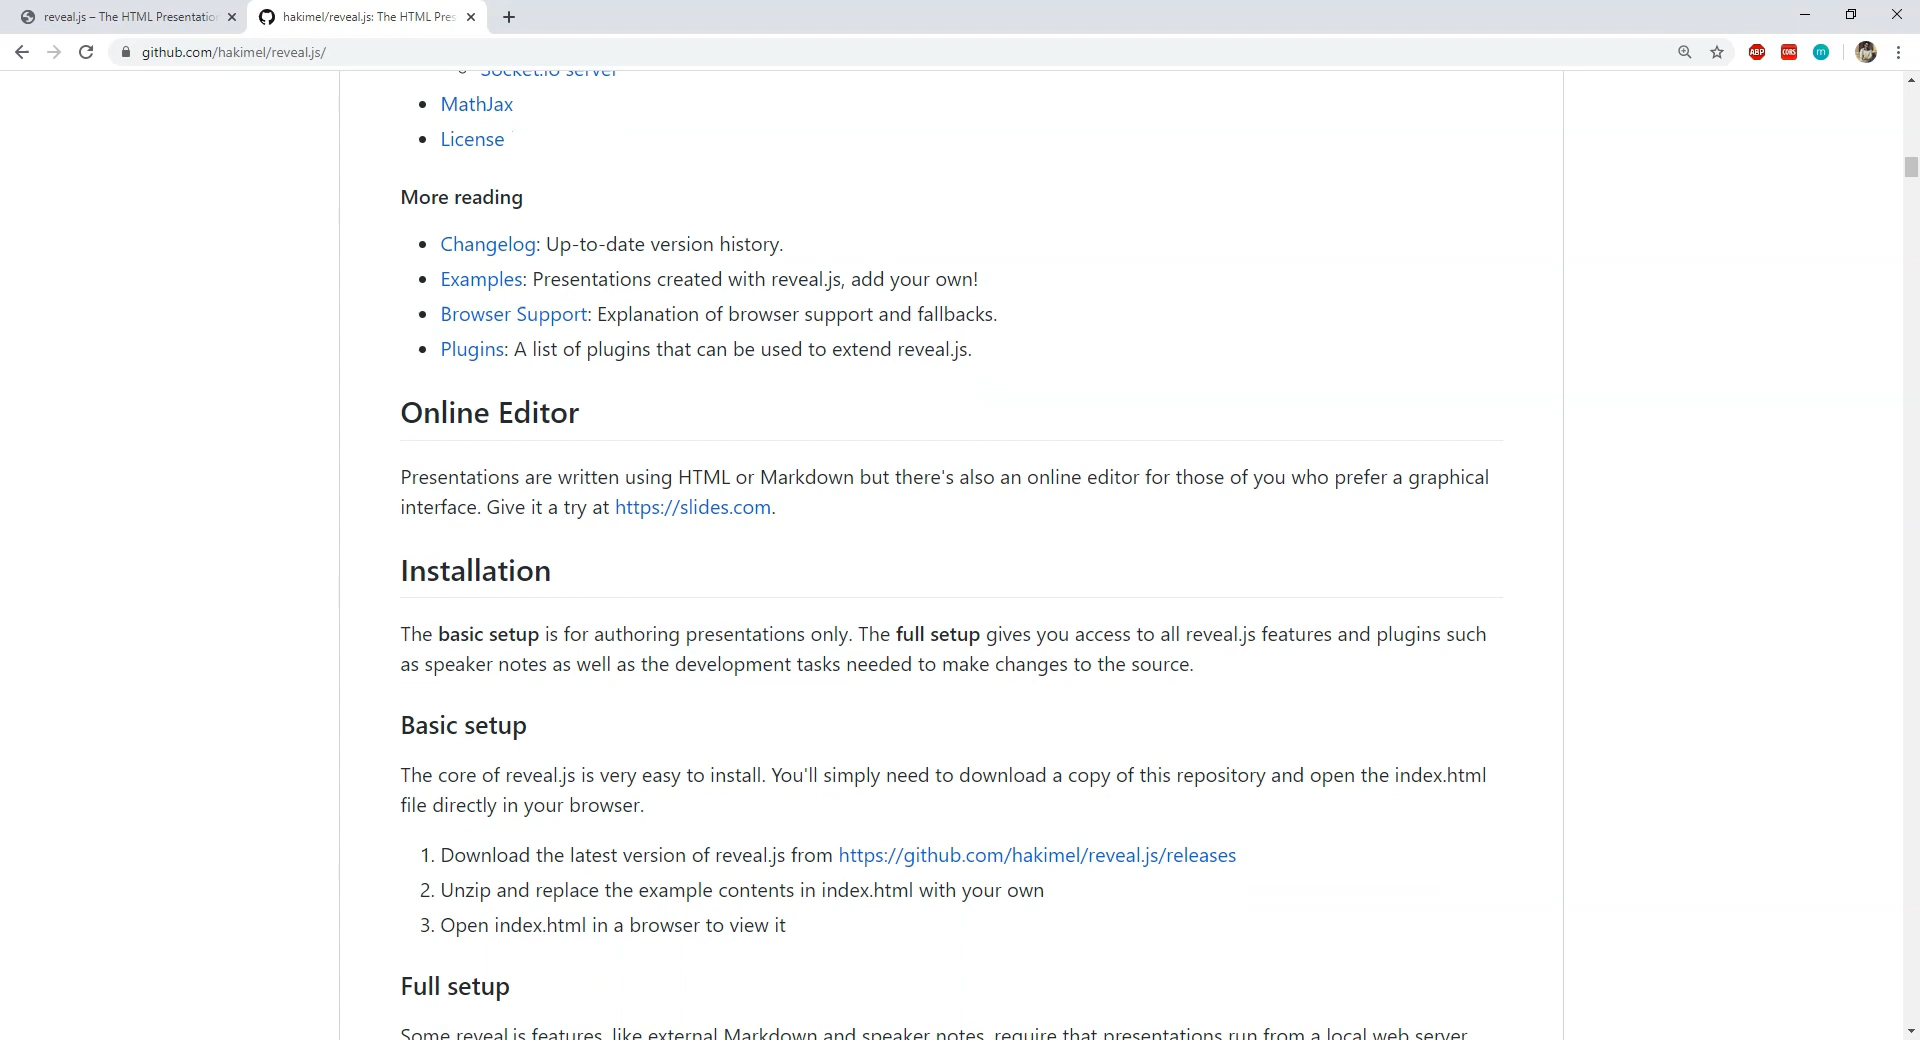 reveal.js – The HTML Presentatio
hakimel/reveal.js: The HTML Pres
github.com/hakimel/reveal.js/
ABP
CORS
m
Socket.io server
MathJax
License
More reading
Changelog: Up-to-date version history.
Examples: Presentations created with reveal.js, add your own!
Browser Support: Explanation of browser support and fallbacks.
Plugins: A list of plugins that can be used to extend reveal.js.
Online Editor
Presentations are written using HTML or Markdown but there's also an online editor for those of you who prefer a graphical
interface. Give it a try at https://slides.com.
Installation
The basic setup is for authoring presentations only. The full setup gives you access to all reveal.js features and plugins such
as speaker notes as well as the development tasks needed to make changes to the source.
Basic setup
The core of reveal.js is very easy to install. You'll simply need to download a copy of this repository and open the index.html
file directly in your browser.
1. Download the latest version of reveal.js from https://github.com/hakimel/reveal.js/releases
2. Unzip and replace the example contents in index.html with your own
3. Open index.html in a browser to view it
Full setup
Some reveal.js features, like external Markdown and speaker notes, require that presentations run from a local web server.